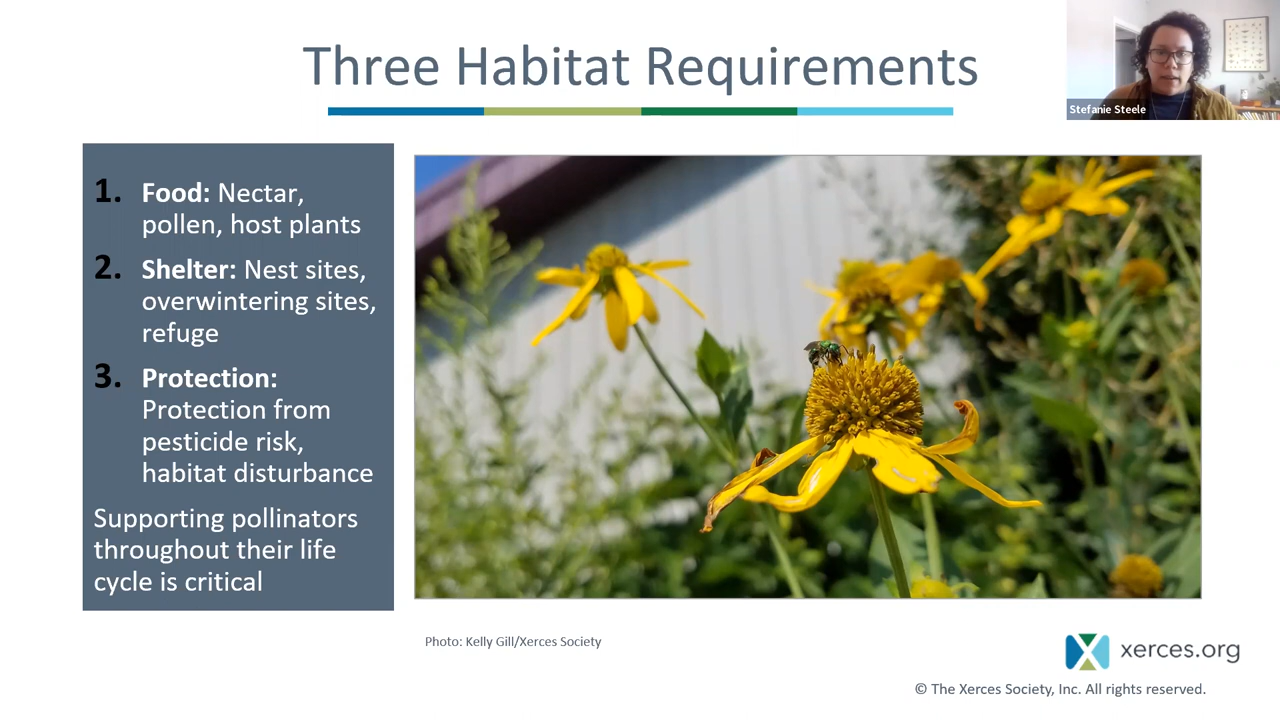 Three Habitat Requirements
Stefanie Steele
1. Food: Nectar,
pollen, host plants
2. Shelter: Nest sites,
overwintering sites,
refuge
3. Protection:
Protection from
pesticide risk,
habitat disturbance
Supporting pollinators
throughout their life
cycle is critical
Photo: Kelly Gill/Xerces Society
xerces.org
© The Xerces Society, Inc. All rights reserved.